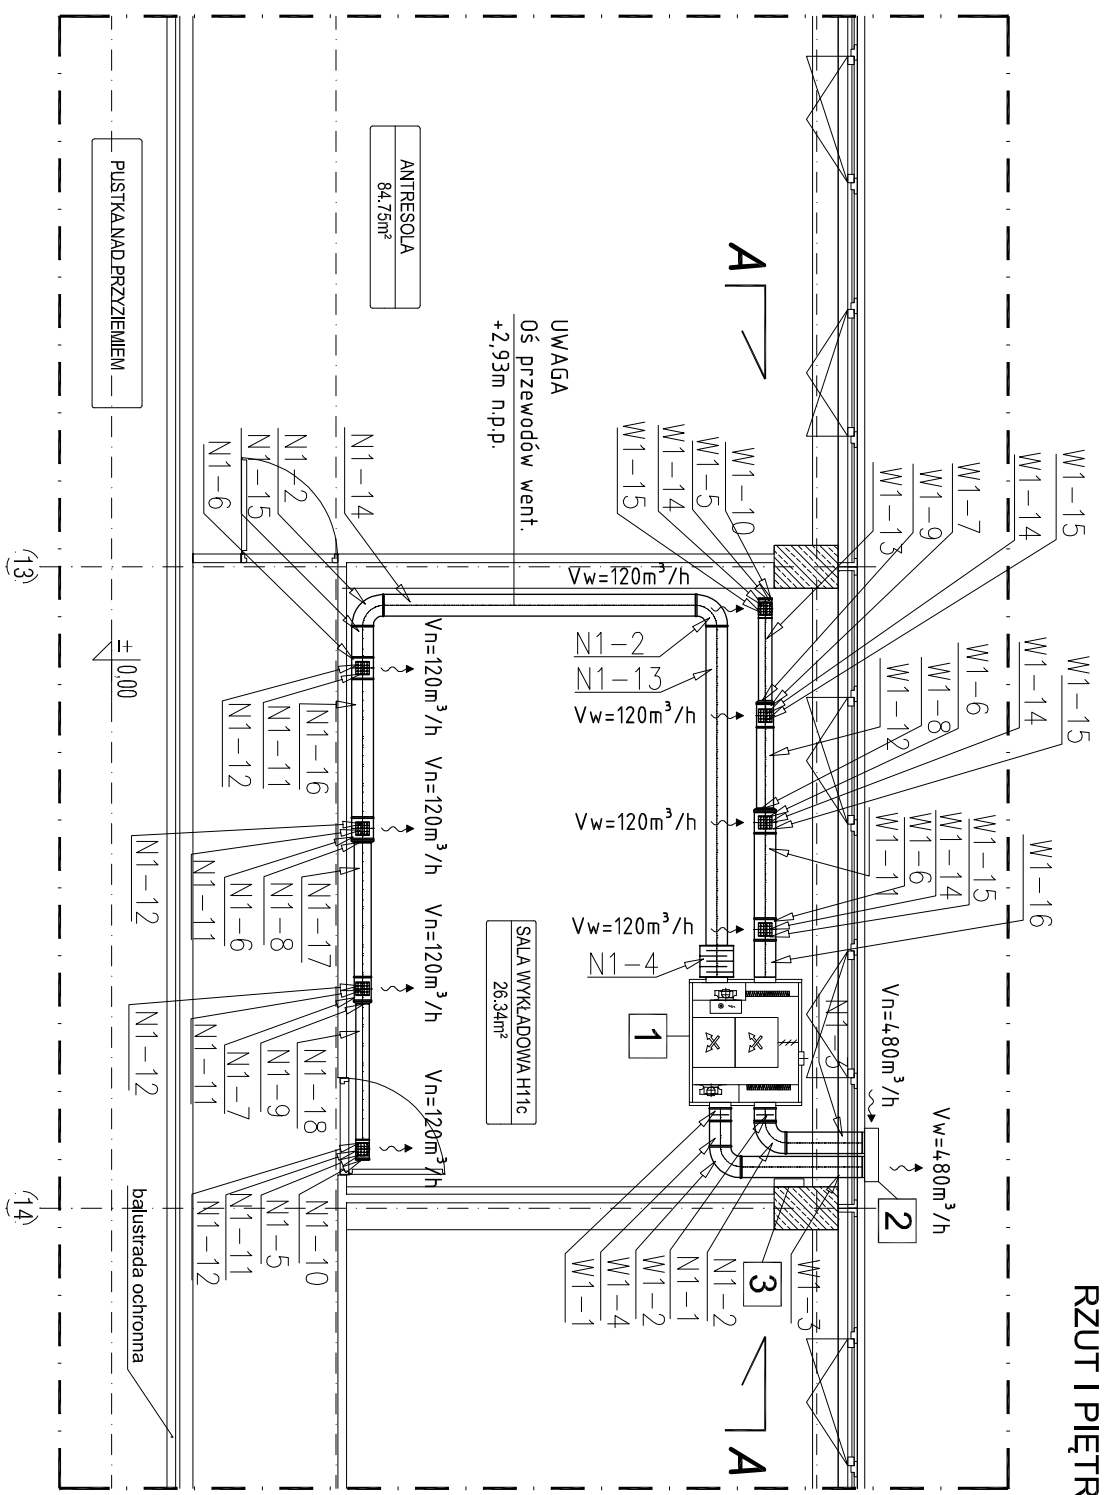 RZUT I PIĘTR
A
A
ANTRESOLA
84.75m²
PUSTKA NAD PRZYZIEMIEM
UWAGA
Oś przewodów went.
+2,93m n.p.p.
W1-15
W1-14
W1-7
W1-9
W1-13
W1-10
W1-5
W1-14
W1-15
W1-15
W1-14
W1-6
W1-8
W1-12
W1-16
W1-15
W1-14
W1-6
W1-11
Vw=120m³/h
Vw=120m³/h
Vw=120m³/h
Vw=120m³/h
N1-2
N1-13
N1-4
N1-14
N1-2
N1-15
N1-6
Vn=120m³/h
Vn=120m³/h
Vn=120m³/h
Vn=120m³/h
N1-16
N1-11
N1-12
N1-17
N1-8
N1-6
N1-11
N1-12
N1-18
N1-9
N1-7
N1-11
N1-12
N1-10
N1-5
N1-11
N1-12
SALA WYKŁADOWA H11c
26.34m²
1
N1-3
Vn=480m³/h
Vw=480m³/h
2
W1-3
3
N1-2
N1-1
W1-2
W1-4
W1-1
± 0,00
balustrada ochronna
13
14